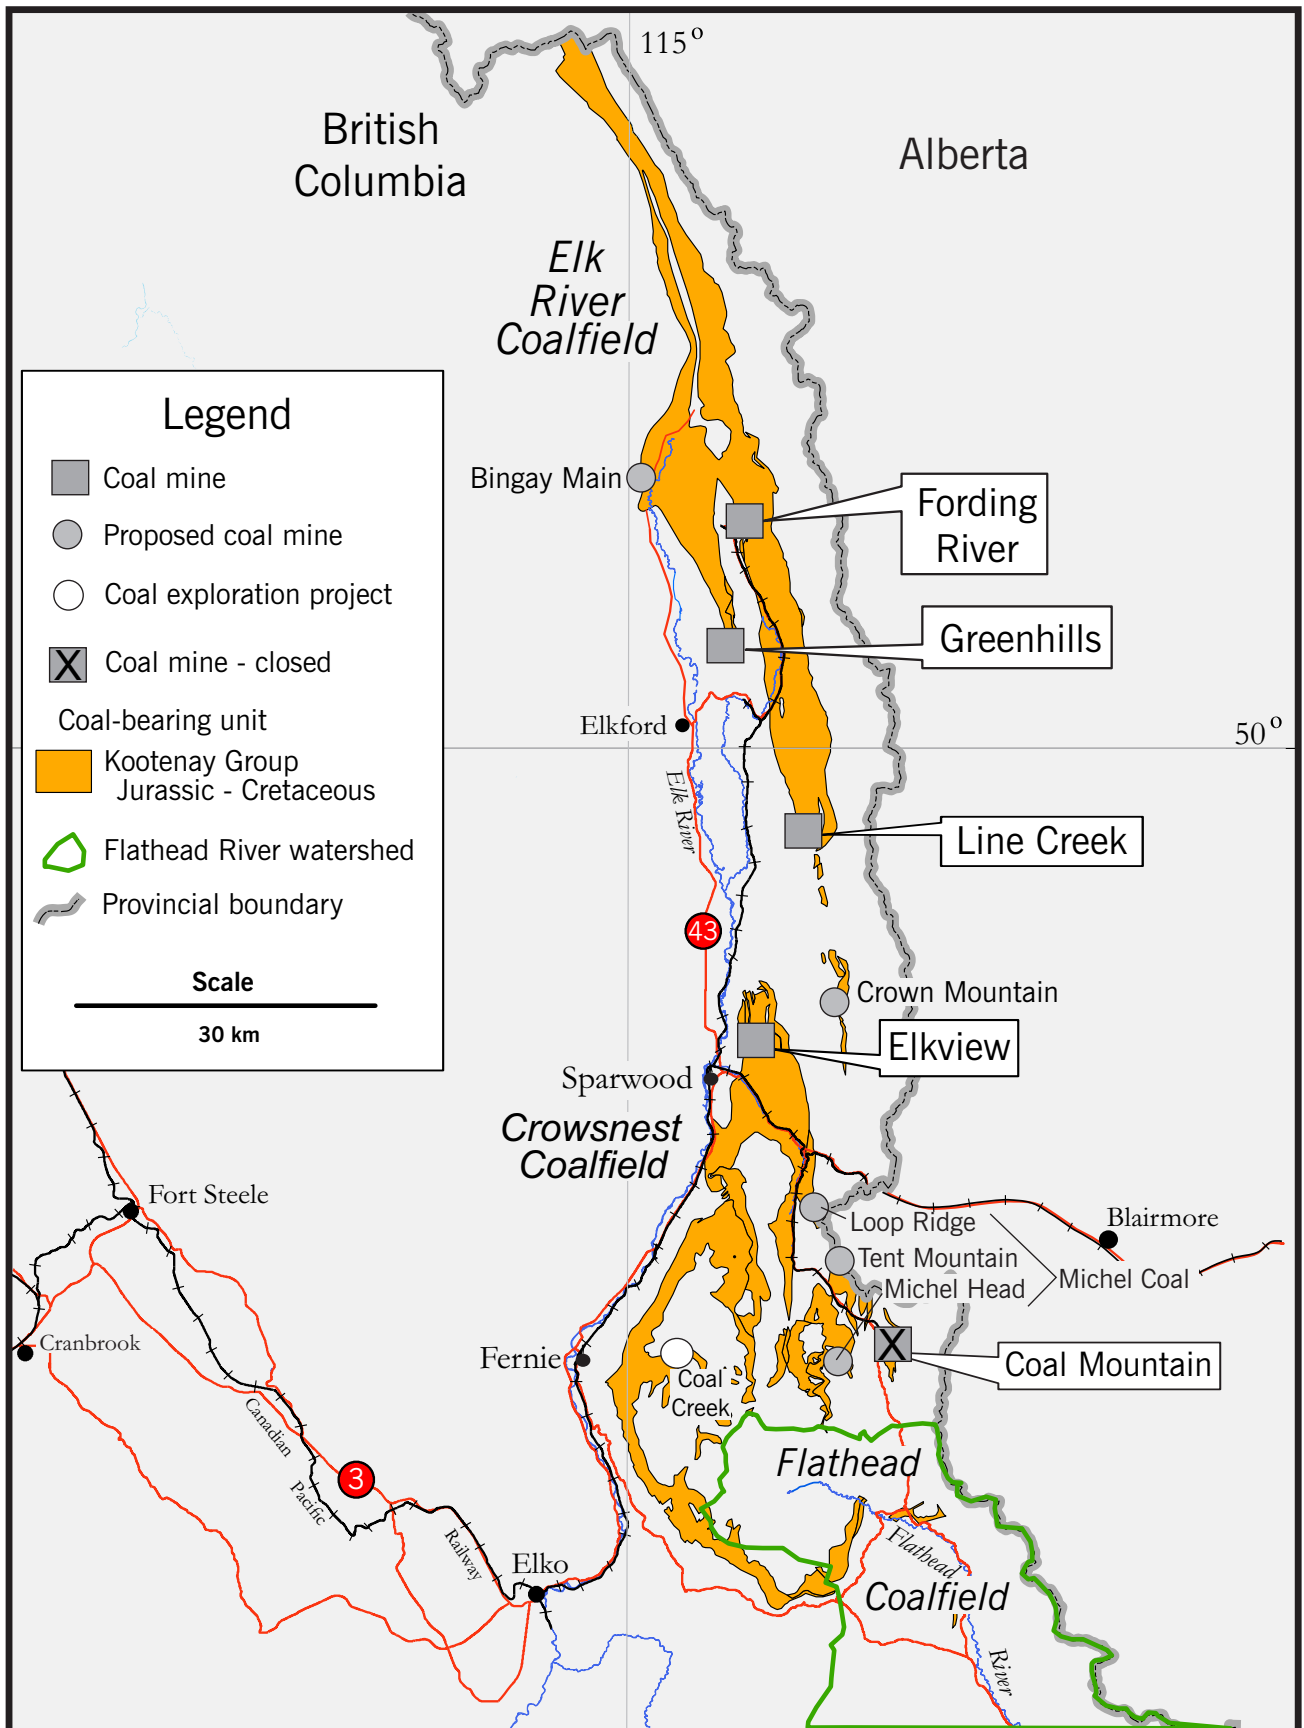 115°
British
Columbia
Alberta
Elk
River
Coalfield
Legend
Coal mine
Proposed coal mine
Coal exploration project
X
Coal mine - closed
Coal-bearing unit
Kootenay Group
Jurassic - Cretaceous
Flathead River watershed
Provincial boundary
Scale
30 km
Bingay Main
Fording
River
Greenhills
Elkford
50°
Elk River
Line Creek
43
Crown Mountain
Elkview
Sparwood
Crowsnest
Coalfield
Fort Steele
Loop Ridge
Blairmore
Tent Mountain
Michel Head
Michel Coal
Cranbrook
Fernie
X
Coal Mountain
Coal
Creek
Canadian
Pacific
Railway
3
Flathead
Flathead
Elko
Coalfield
River